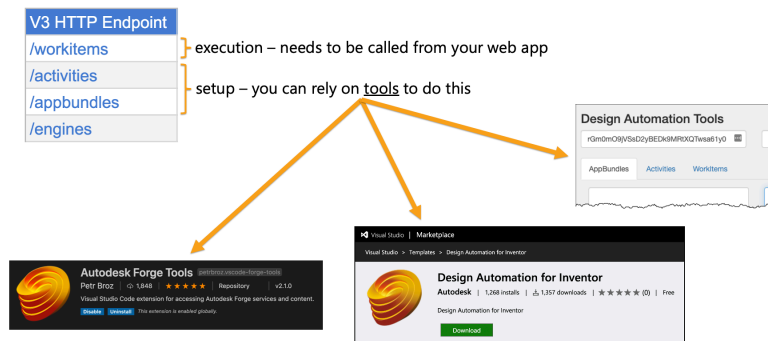 V3 HTTP Endpoint
/workitems
execution – needs to be called from your web app
/activities
/appbundles
setup – you can rely on tools to do this
/engines
Design Automation Tools
rGm0mO9jVSsD2yBEDk9MRtXQTwsa61y0
AppBundles Activities WorkItems
Autodesk Forge Tools petrbroz.vscode-forge-tools
Petr Broz 1,848 ★★★★★ Repository v2.1.0
Visual Studio Code extension for accessing Autodesk Forge services and content.
Disable Uninstall This extension is enabled globally.
Visual Studio | Marketplace
Visual Studio > Templates > Design Automation for Inventor
Design Automation for Inventor
Autodesk | 1,268 installs | 1,357 downloads | ★★★★★ (0) | Free
Design Automation for Inventor
Download